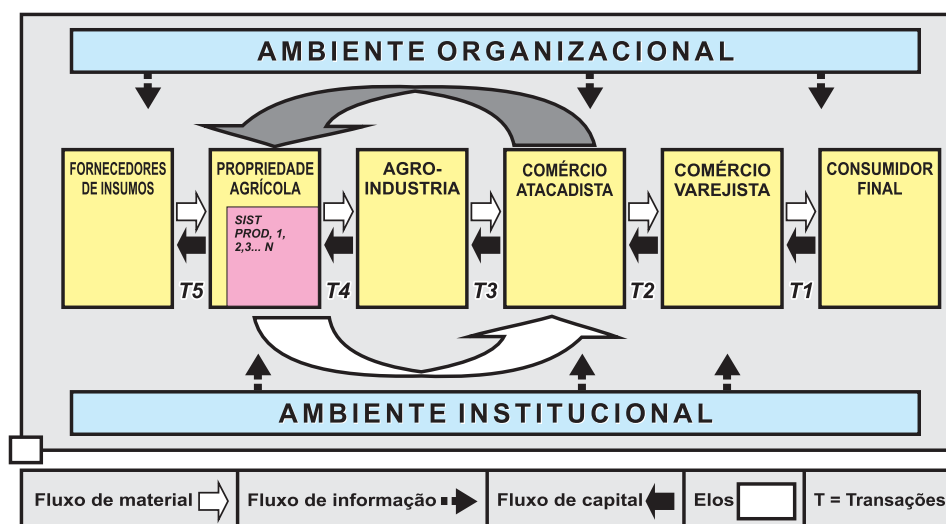 AMBIENTE ORGANIZACIONAL
FORNECEDORES
DE INSUMOS
PROPRIEDADE
AGRÍCOLA
SIST
PROD, 1,
2,3... N
AGRO-
INDUSTRIA
COMÉRCIO
ATACADISTA
COMÉRCIO
VAREJISTA
CONSUMIDOR
FINAL
T5
T4
T3
T2
T1
AMBIENTE INSTITUCIONAL
Fluxo de material
Fluxo de informação
Fluxo de capital
Elos
T = Transações